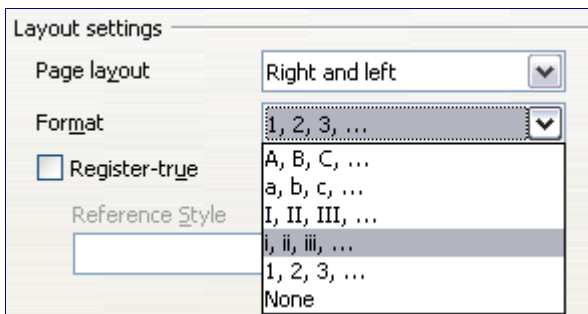 Layout settings
Page layout Right and left
Format 1, 2, 3, ...
Register-true
A, B, C, ...
a, b, c, ...
Reference Style
I, II, III, ...
i, ii, iii, ...
1, 2, 3, ...
None